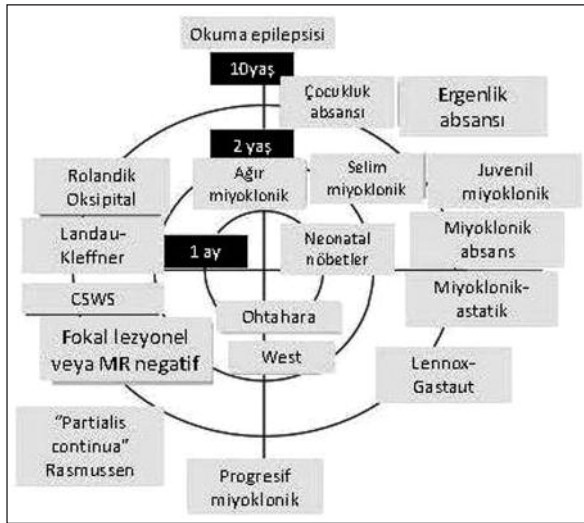 Okuma epilepsisi
10yaş
Çocukluk
absansı
Ergenlik
absansı
2 yaş
Ağır
miyoklonik
Selim
miyoklonik
Rolandik
Oksipital
Juvenil
miyoklonik
Landau-
Kleffner
1 ay
Neonatal
nöbetler
Miyoklonik
absans
CSWS
Miyoklonik-
astatik
Ohtahara
Fokal lezyonel
veya MR negatif
West
Lennox-
Gastaut
"Partialis
continua"
Rasmussen
Progresif
miyoklonik